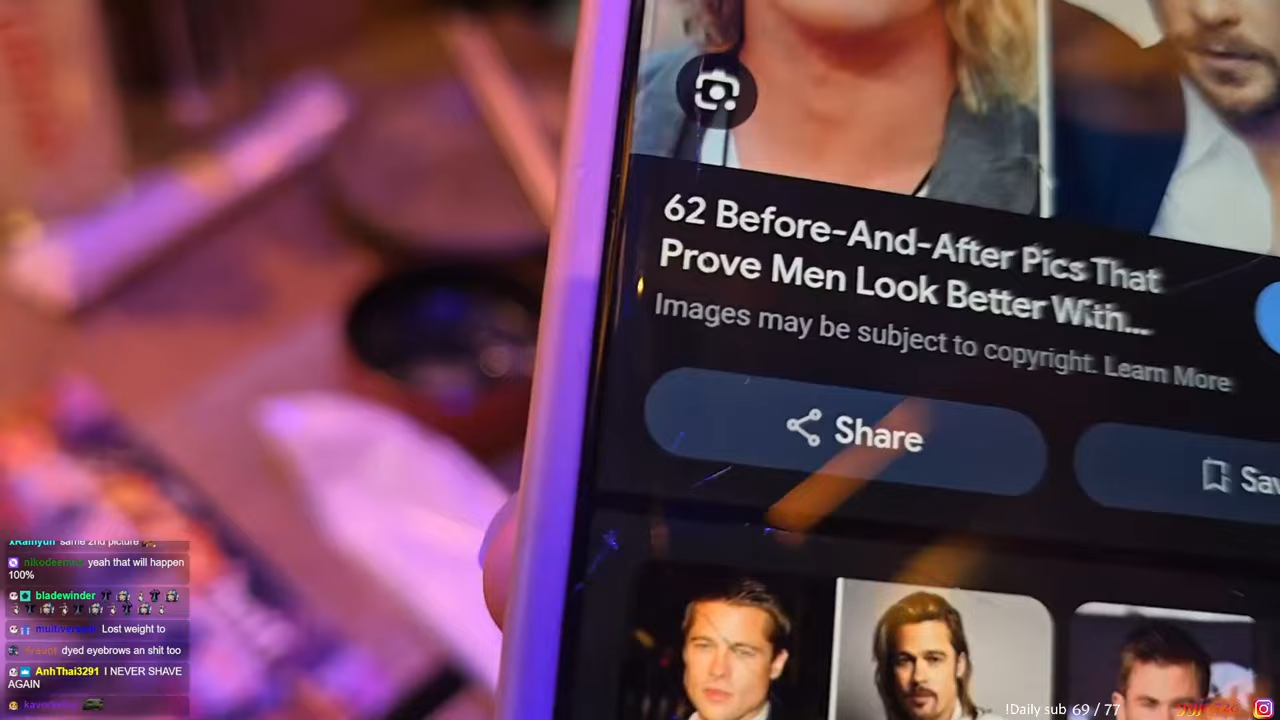 62 Before-And-After Pics That
Prove Men Look Better With...
Images may be subject to copyright. Learn More
Share
Sav
same 2nd picture
yeah that will happen
100%
bladewinder
Lost weight to
dyed eyebrows an shit too
AnhThai3291 I NEVER SHAVE
AGAIN
!Daily sub 69 / 77